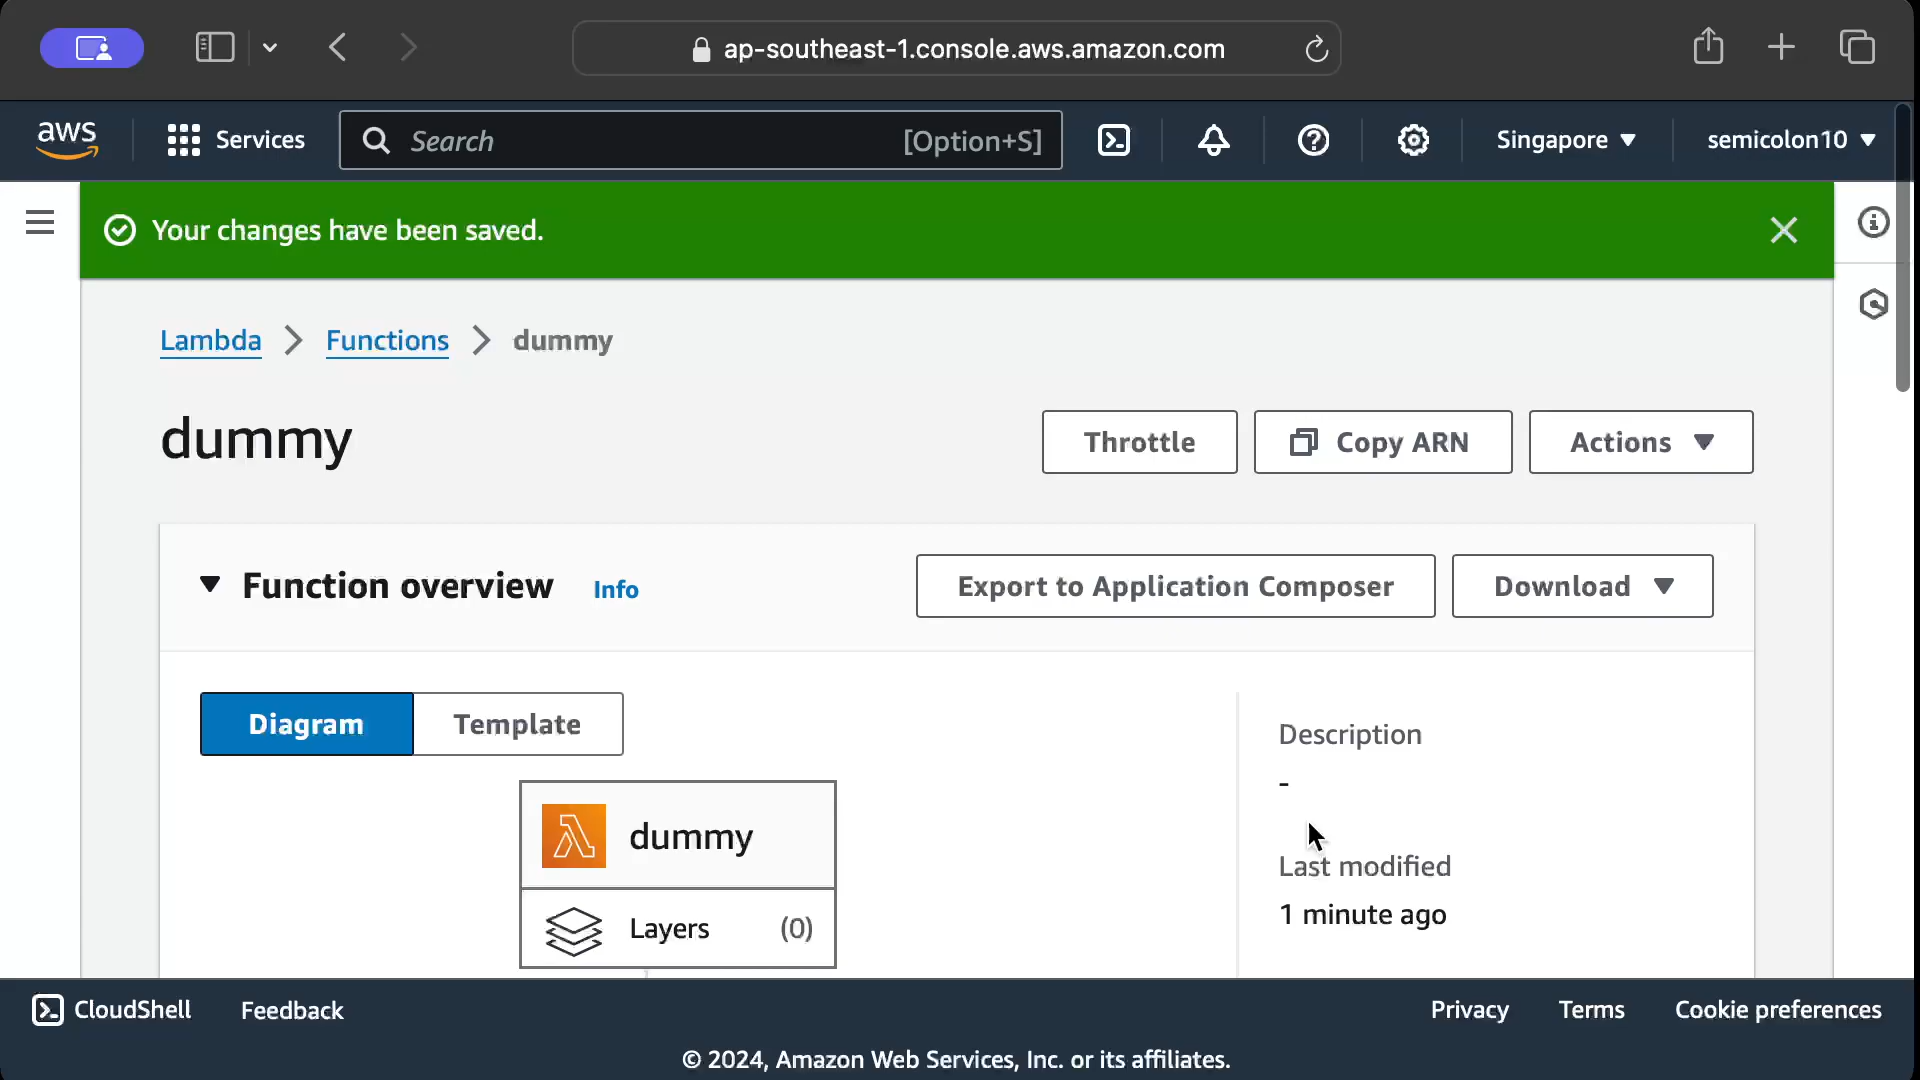 ap-southeast-1.console.aws.amazon.com
aws
Services
Search
[Option+S]
Singapore
semicolon10
Your changes have been saved.
Lambda
Functions
dummy
dummy
Throttle
Copy ARN
Actions
Function overview
Info
Export to Application Composer
Download
Diagram
Template
dummy
Layers
(0)
Description
-
Last modified
1 minute ago
CloudShell
Feedback
Privacy
Terms
Cookie preferences
© 2024, Amazon Web Services, Inc. or its affiliates.